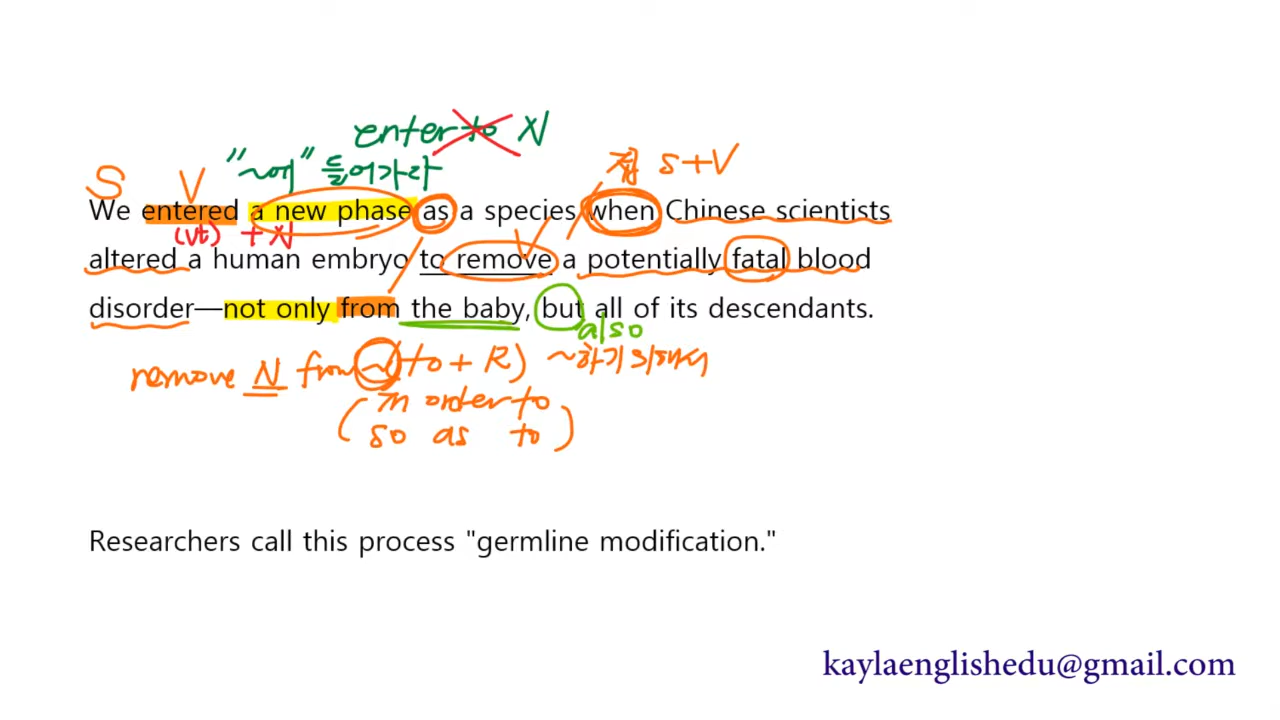 enter to N
"~에" 들어가다
접 S+V
S V
We entered a new phase as a species when Chinese scientists
(vt) + N
altered a human embryo to remove a potentially fatal blood
V
disorder—not only from the baby, but all of its descendants.
also
remove N from ~ (to + R) ~하기 위해서
(in order to
so as to)
Researchers call this process "germline modification."
kaylaenglishedu@gmail.com